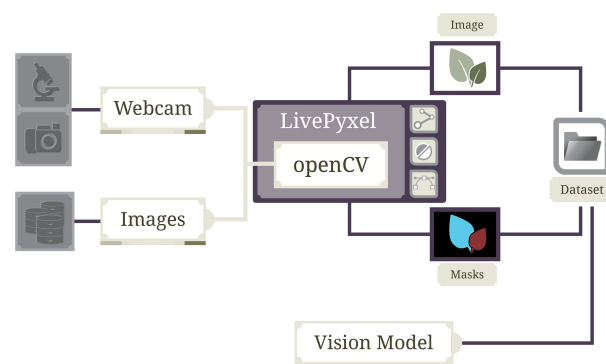 Image
Webcam
LivePyxel
openCV
Dataset
Images
Masks
Vision Model